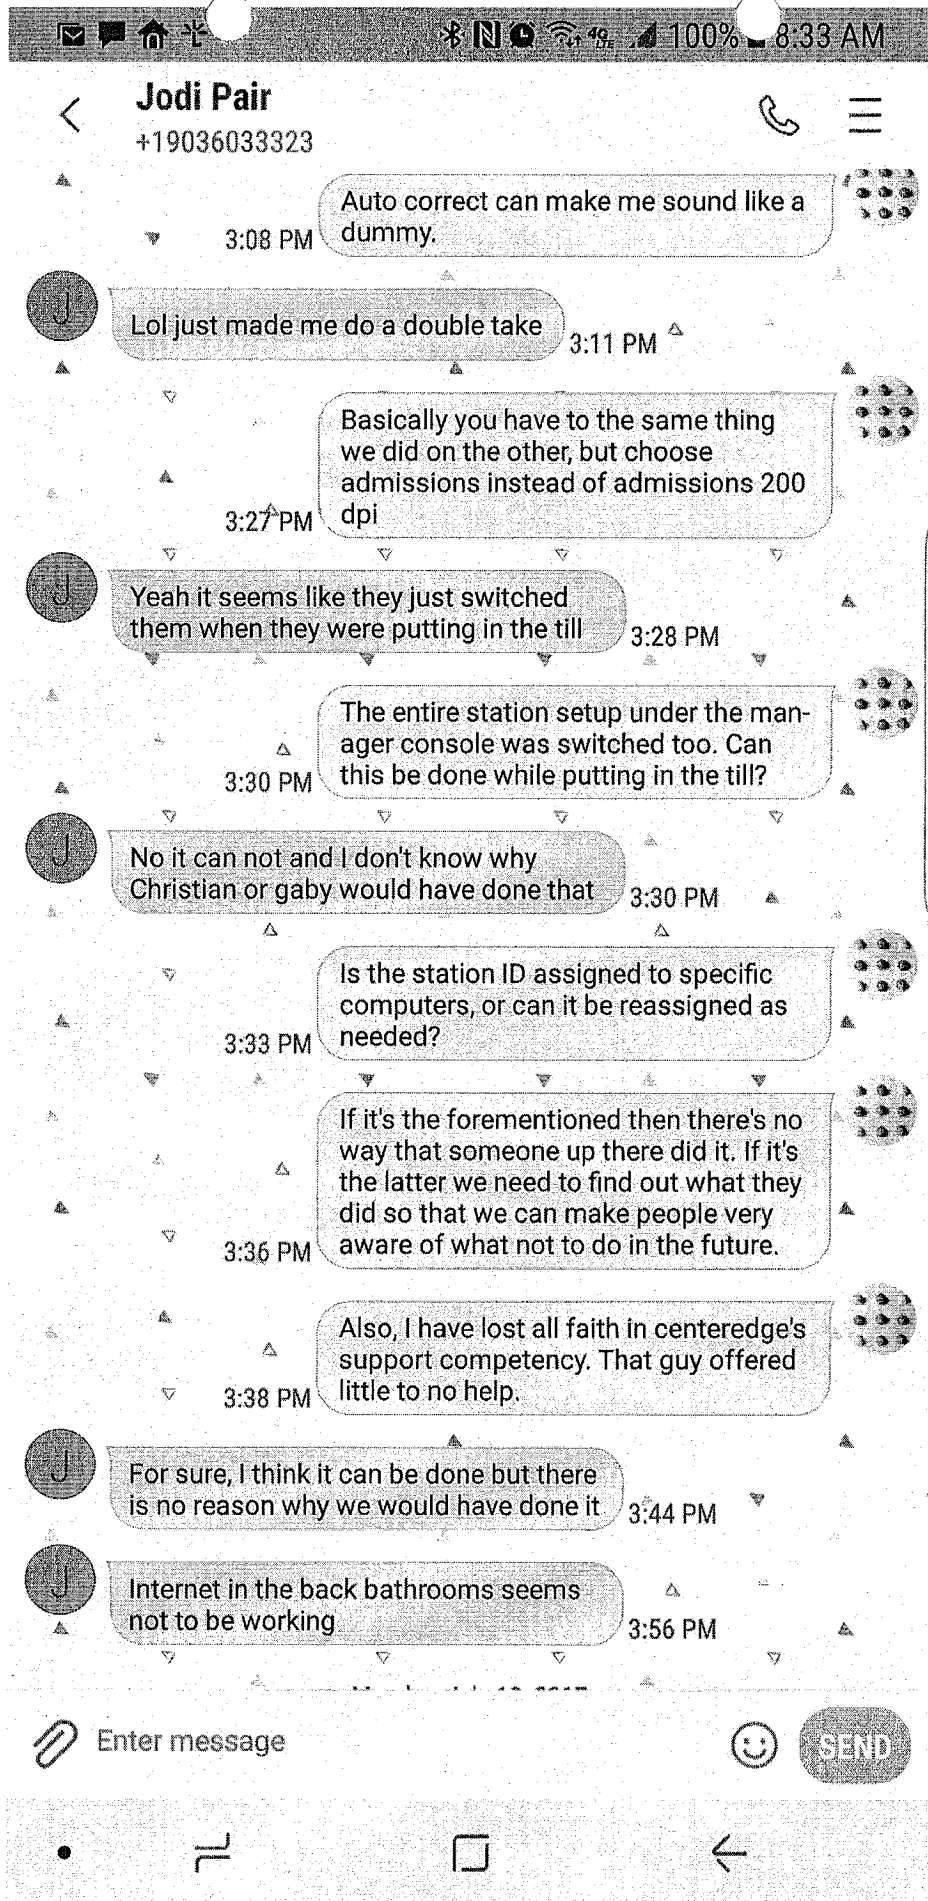 4G
LTE
100%
8:33 AM
Jodi Pair
+19036033323
Auto correct can make me sound like a
dummy.
3:08 PM
J
Lol just made me do a double take
3:11 PM
Basically you have to the same thing
we did on the other, but choose
admissions instead of admissions 200
dpi
3:27 PM
J
Yeah it seems like they just switched
them when they were putting in the till
3:28 PM
The entire station setup under the man-
ager console was switched too. Can
this be done while putting in the till?
3:30 PM
J
No it can not and I don't know why
Christian or gaby would have done that
3:30 PM
Is the station ID assigned to specific
computers, or can it be reassigned as
needed?
3:33 PM
If it's the forementioned then there's no
way that someone up there did it. If it's
the latter we need to find out what they
did so that we can make people very
aware of what not to do in the future.
3:36 PM
Also, I have lost all faith in centeredge's
support competency. That guy offered
little to no help.
3:38 PM
J
For sure, I think it can be done but there
is no reason why we would have done it
3:44 PM
J
Internet in the back bathrooms seems
not to be working
3:56 PM
Enter message
SEND